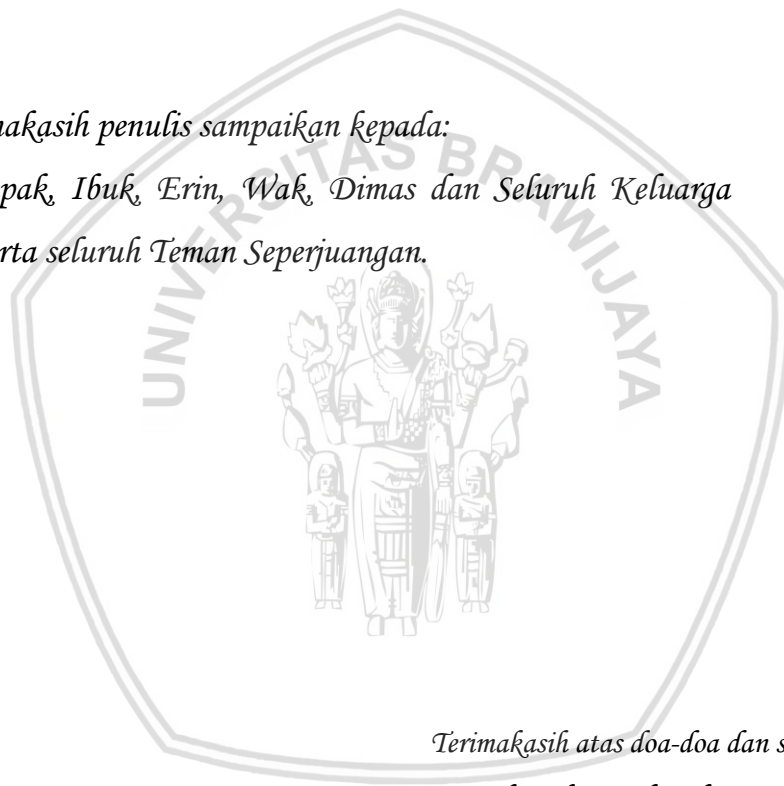 makasih penulis sampaikan kepada:
pak, Ibuk, Erin, Wak, Dimas dan Seluruh Keluarga
rta seluruh Teman Seperjuangan.
UNIVERSITAS BRAWIJAYA
Terimakasih atas doa-doa dan s